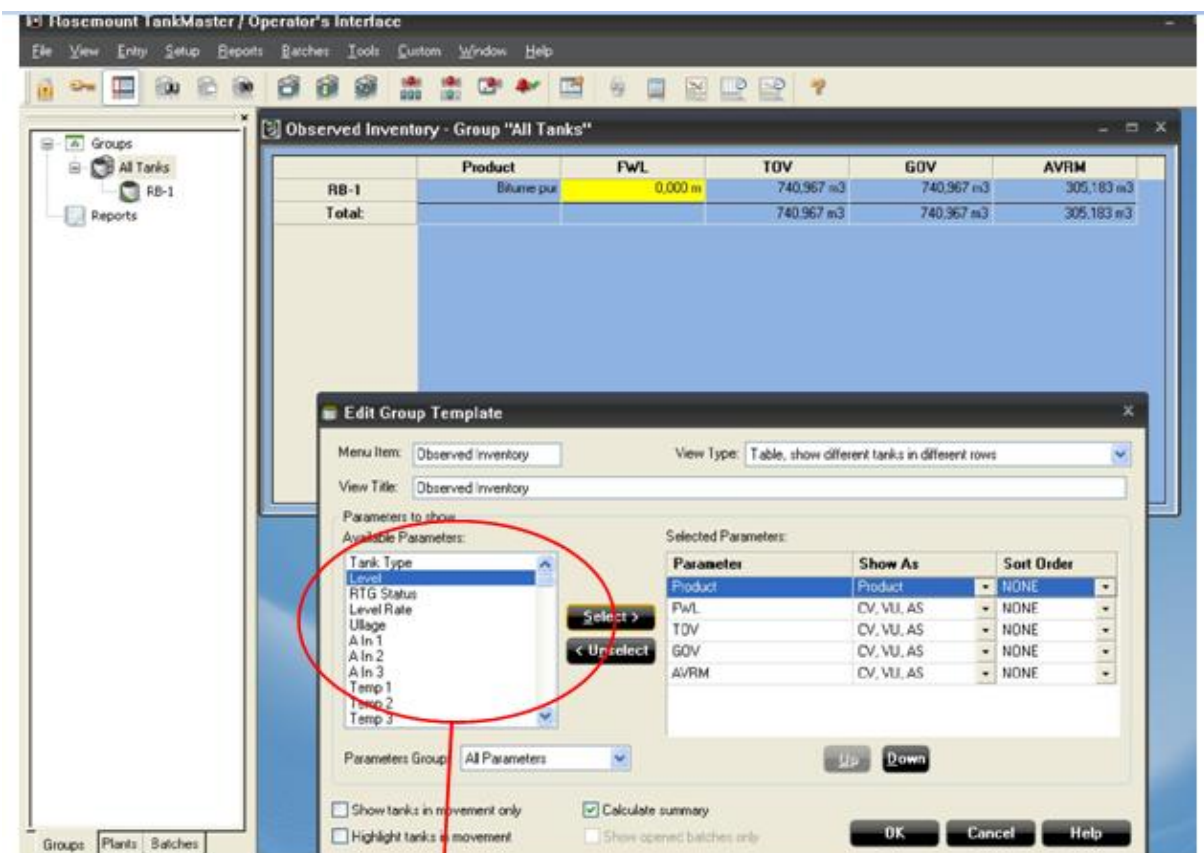 Rosemount TankMaster / Operator's Interface
File View Entry Setup Reports Batches Tools Custom Window Help
Groups
All Tanks
RB-1
Reports
Observed Inventory - Group "All Tanks"
Product FWL TOV GOV AVRM
RB-1 Bitume pur 0,000 m 740,967 m3 740,967 m3 305,183 m3
Total: 740,967 m3 740,967 m3 305,183 m3
Edit Group Template
Menu Item: Observed Inventory View Type: Table, show different tanks in different rows
View Title: Observed Inventory
Parameters to show
Available Parameters: Selected Parameters:
Tank Type
Level
RTG Status
Level Rate
Ullage
A In 1
A In 2
A In 3
Temp 1
Temp 2
Temp 3
Select >
< Unselect
Parameter Show As Sort Order
Product Product NONE
FWL CV, VU, AS NONE
TOV CV, VU, AS NONE
GOV CV, VU, AS NONE
AVRM CV, VU, AS NONE
Parameters Group: All Parameters Up Down
Show tanks in movement only Calculate summary
Highlight tanks in movement Show opened batches only OK Cancel Help
Groups Plants Batches